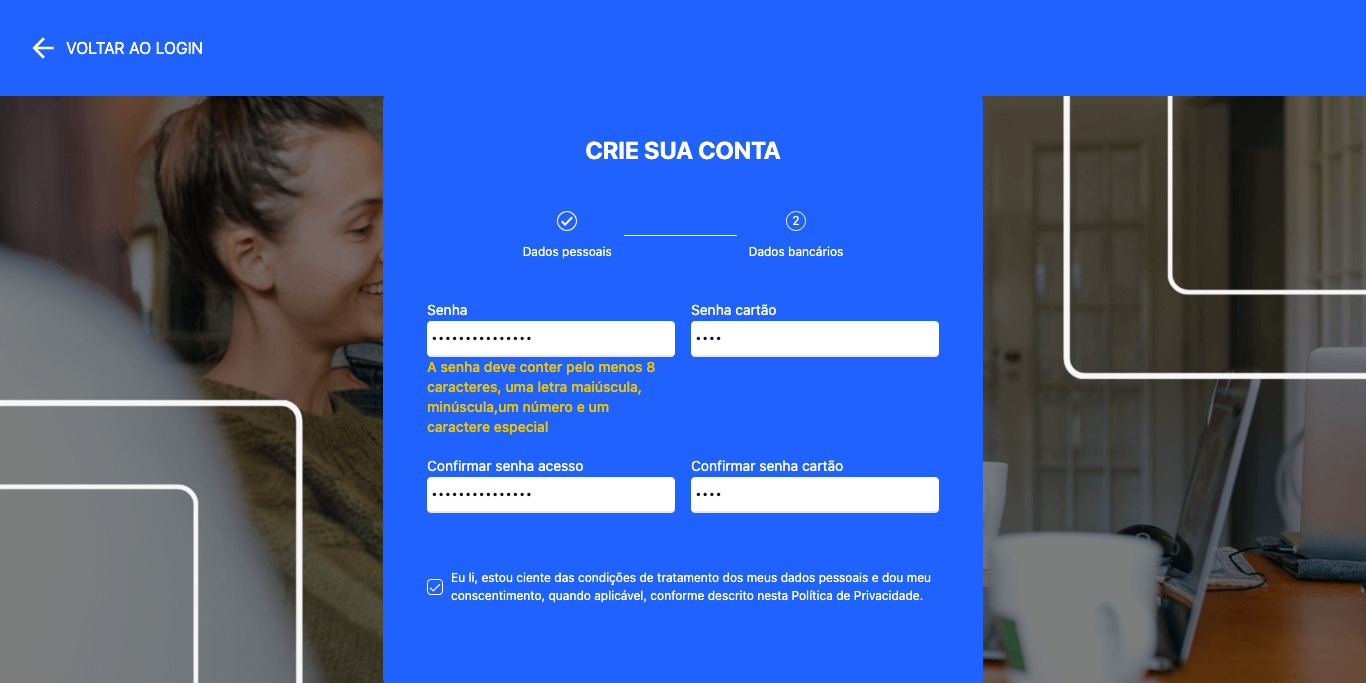 VOLTAR AO LOGIN
CRIE SUA CONTA
2
Dados pessoais
Dados bancários
Senha
Senha cartão
•••••••••••••••
••••
A senha deve conter pelo menos 8
caracteres, uma letra maiúscula,
minúscula,um número e um
caractere especial
Confirmar senha acesso
Confirmar senha cartão
•••••••••••••••
••••
Eu li, estou ciente das condições de tratamento dos meus dados pessoais e dou meu
conscentimento, quando aplicável, conforme descrito nesta Política de Privacidade.